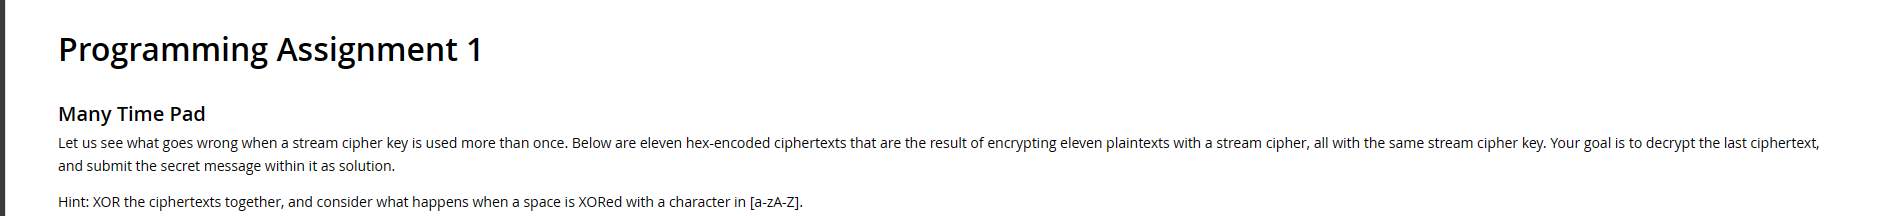 Programming Assignment 1
Many Time Pad
Let us see what goes wrong when a stream cipher key is used more than once. Below are eleven hex-encoded ciphertexts that are the result of encrypting eleven plaintexts with a stream cipher, all with the same stream cipher key. Your goal is to decrypt the last ciphertext,
and submit the secret message within it as solution.
Hint: XOR the ciphertexts together, and consider what happens when a space is XORed with a character in [a-zA-Z].